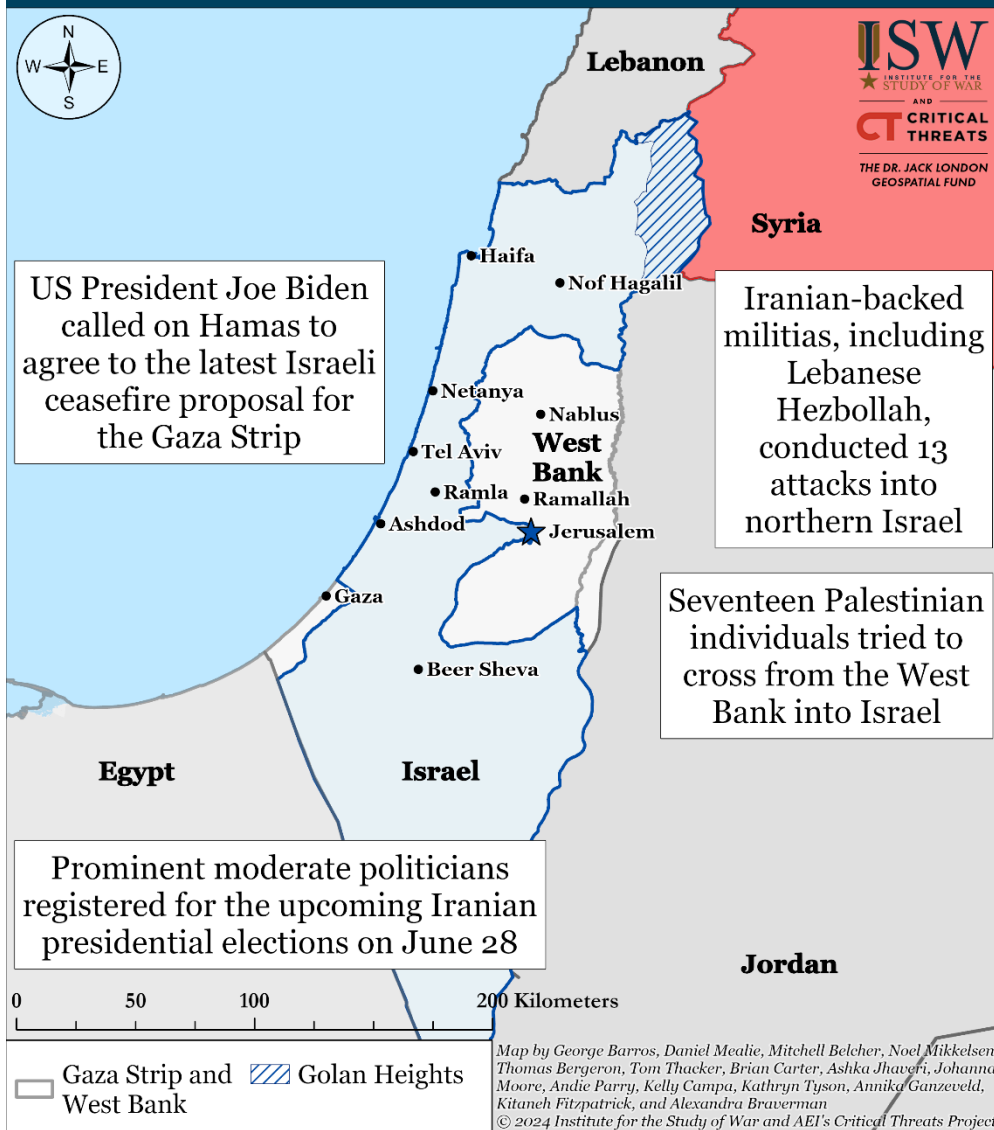 N
W
E
S
Lebanon
ISW
INSTITUTE FOR THE
STUDY OF WAR
AND
CT CRITICAL
THREATS
THE DR. JACK LONDON
GEOSPATIAL FUND
Syria
Haifa
Nof Hagalil
US President Joe Biden
called on Hamas to
agree to the latest Israeli
ceasefire proposal for
the Gaza Strip
Iranian-backed
militias, including
Lebanese
Hezbollah,
conducted 13
attacks into
northern Israel
Netanya
Nablus
West
Bank
Tel Aviv
Ramla
Ramallah
Ashdod
Jerusalem
Gaza
Seventeen Palestinian
individuals tried to
cross from the West
Bank into Israel
Beer Sheva
Egypt
Israel
Prominent moderate politicians
registered for the upcoming Iranian
presidential elections on June 28
Jordan
0 50 100 200 Kilometers
Gaza Strip and
West Bank
Golan Heights
Map by George Barros, Daniel Mealie, Mitchell Belcher, Noel Mikkelsen,
Thomas Bergeron, Tom Thacker, Brian Carter, Ashka Jhaveri, Johanna
Moore, Andie Parry, Kelly Campa, Kathryn Tyson, Annika Ganzeveld,
Kitaneh Fitzpatrick, and Alexandra Braverman
© 2024 Institute for the Study of War and AEI's Critical Threats Project